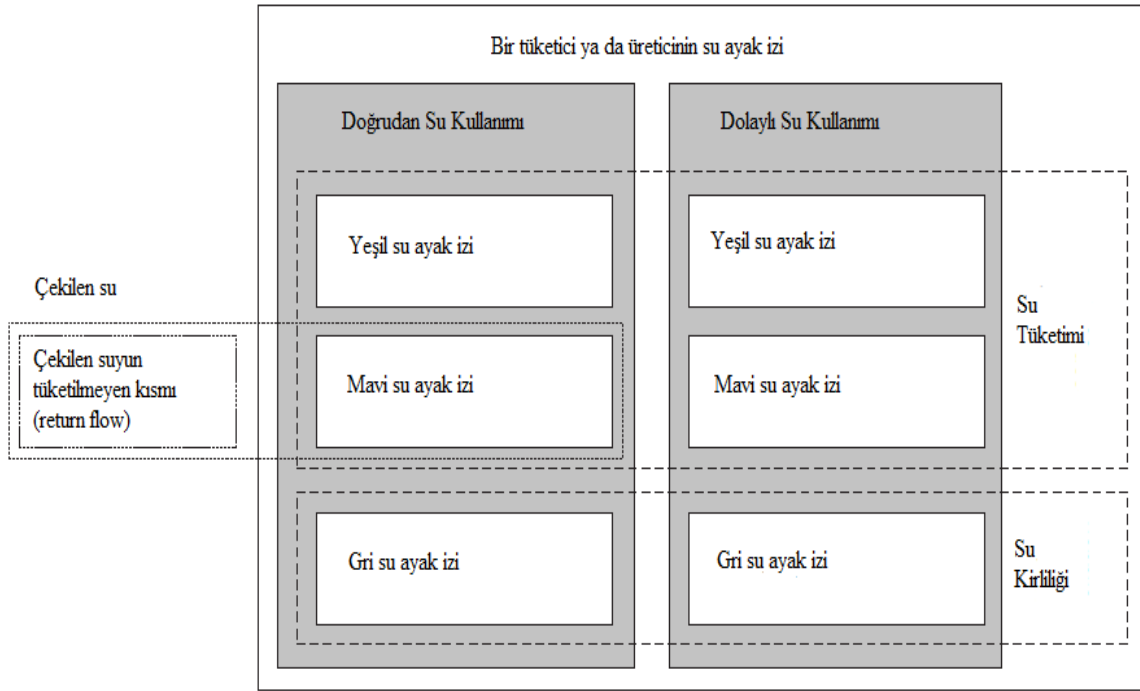 Bir tüketici ya da üreticinin su ayak izi
Doğrudan Su Kullanımı
Dolaylı Su Kullanımı
Yeşil su ayak izi
Yeşil su ayak izi
Çekilen su
Su
Tüketimi
Çekilen suyun
tüketilmeyen kısmı
(return flow)
Mavi su ayak izi
Mavi su ayak izi
Gri su ayak izi
Gri su ayak izi
Su
Kirliliği